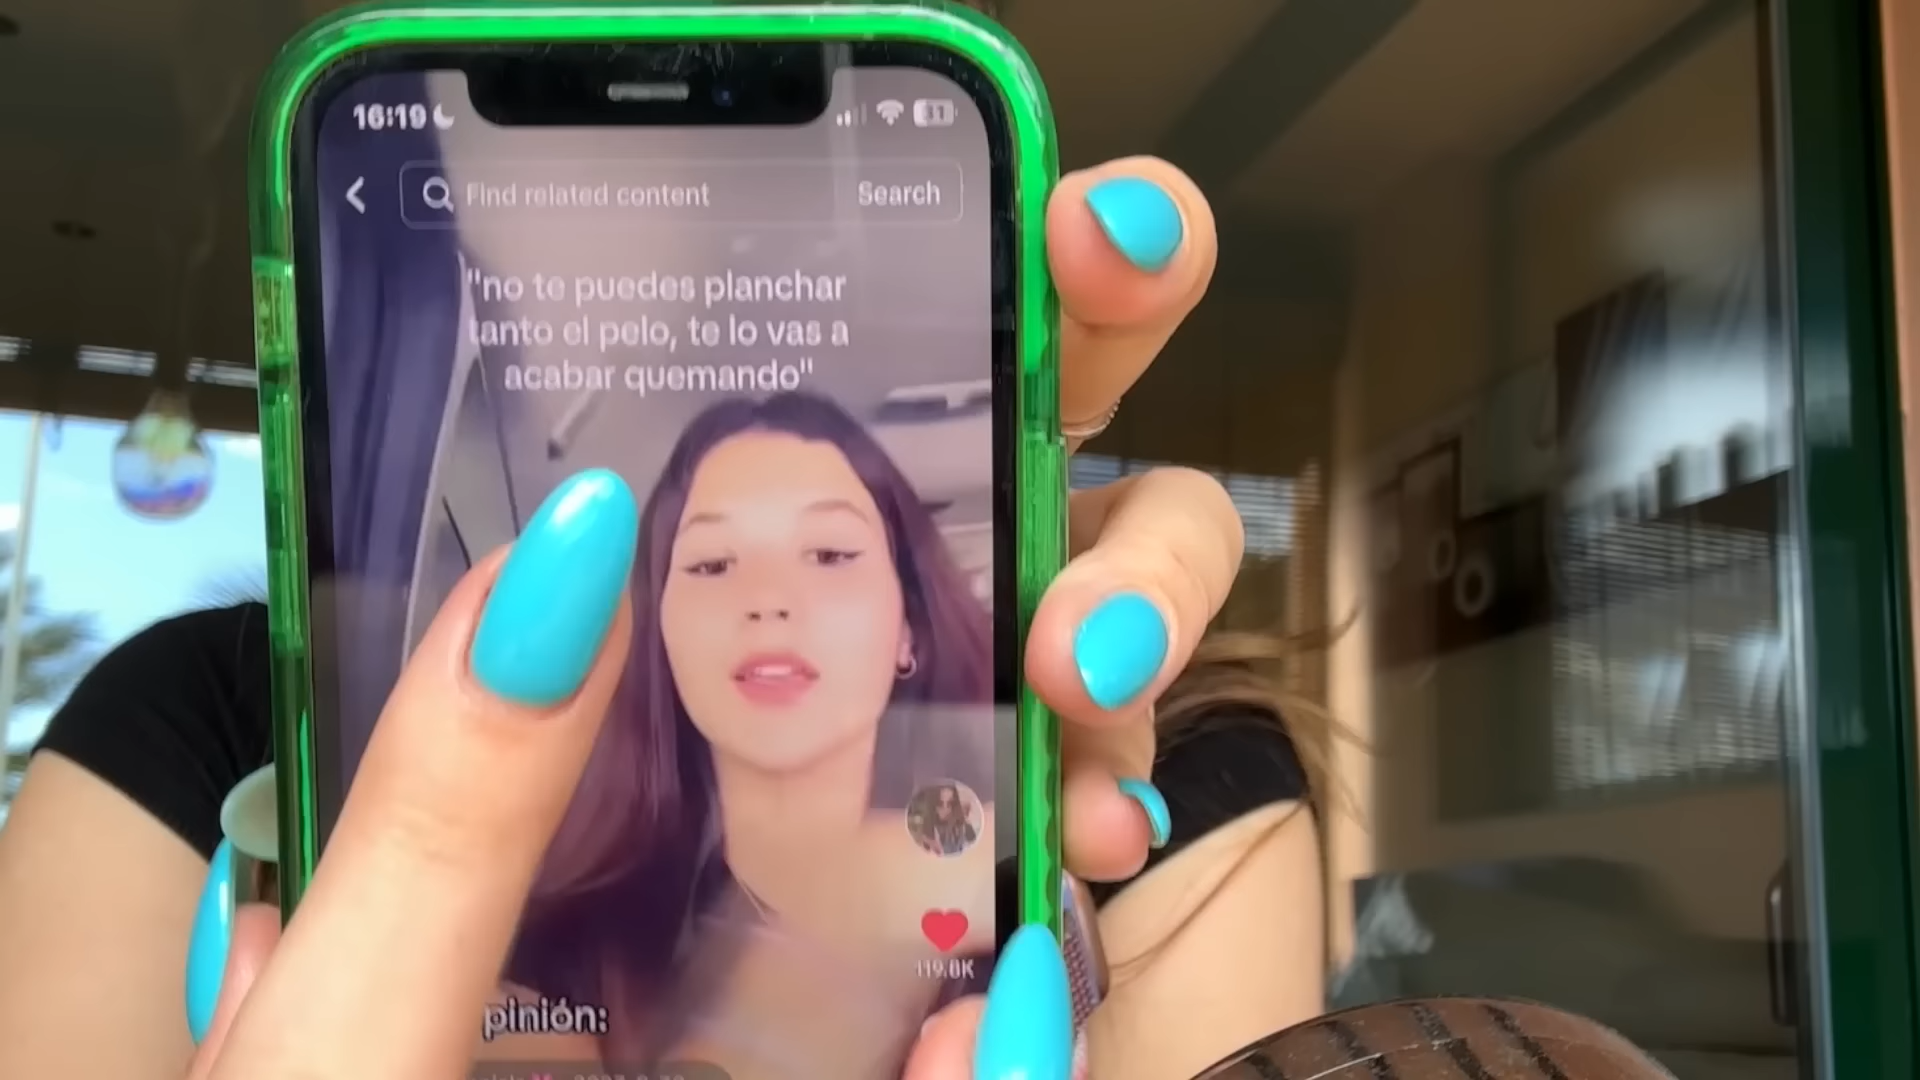 16:19
31
Find related content
Search
"no te puedes planchar
tanto el pelo, te lo vas a
acabar quemando"
119.8K
pinión: